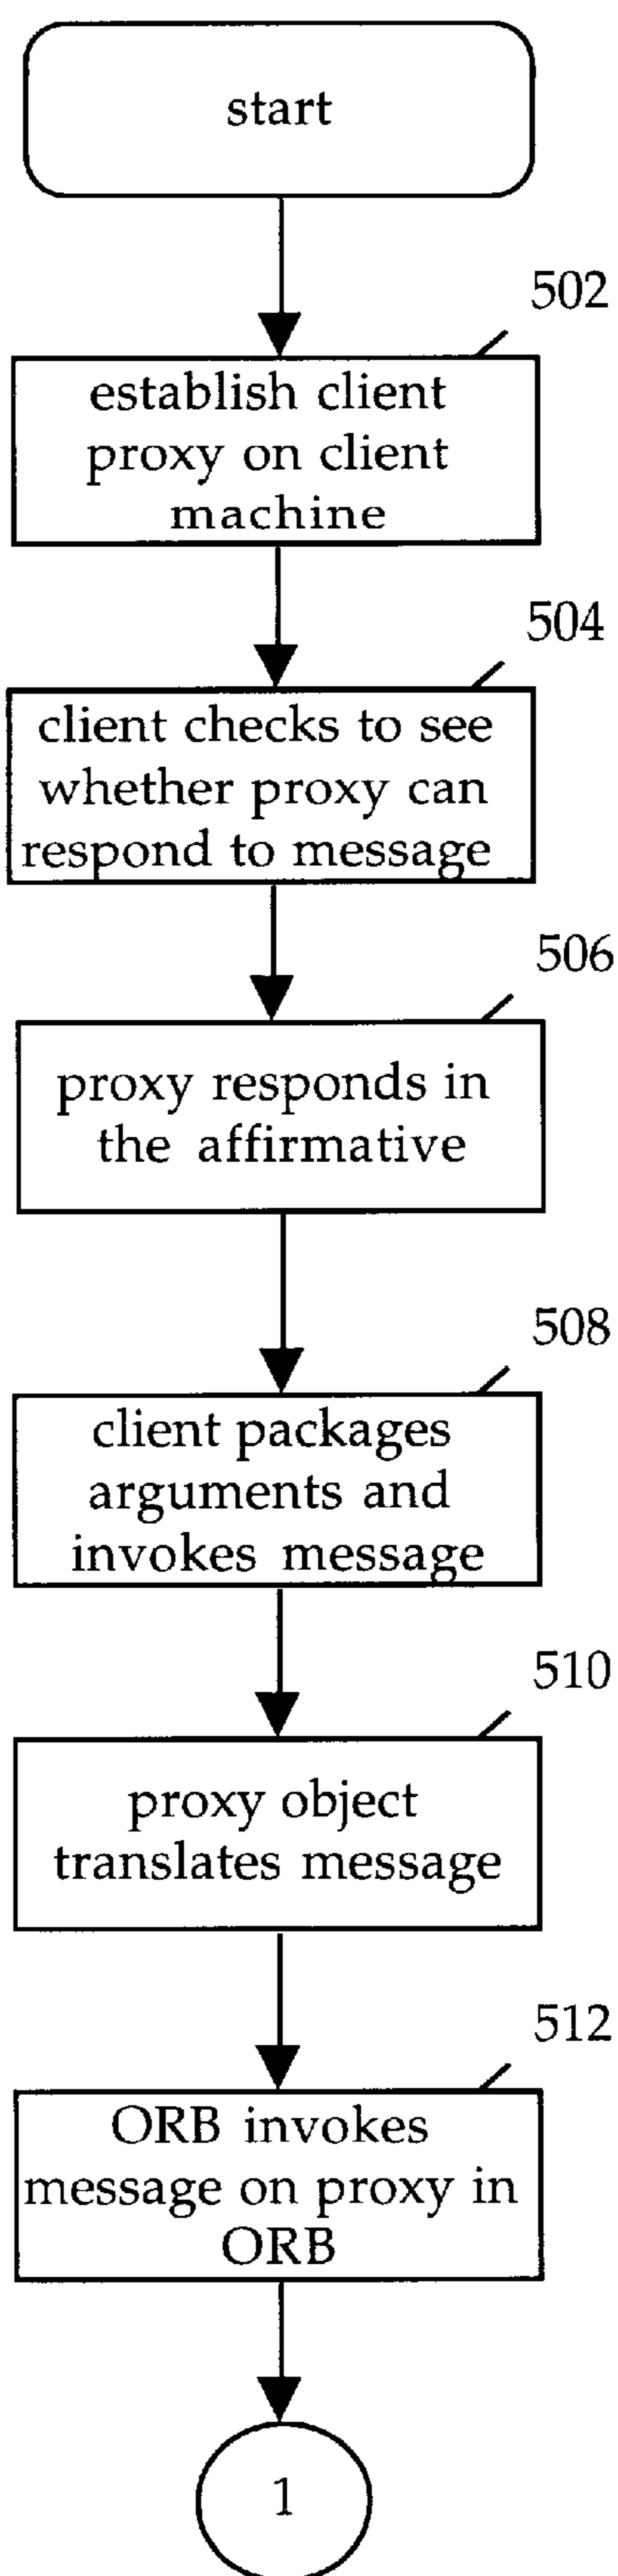 start
502
establish client
proxy on client
machine
504
client checks to see
whether proxy can
respond to message
506
proxy responds in
the affirmative
508
client packages
arguments and
invokes message
510
proxy object
translates message
512
ORB invokes
message on proxy in
ORB
1